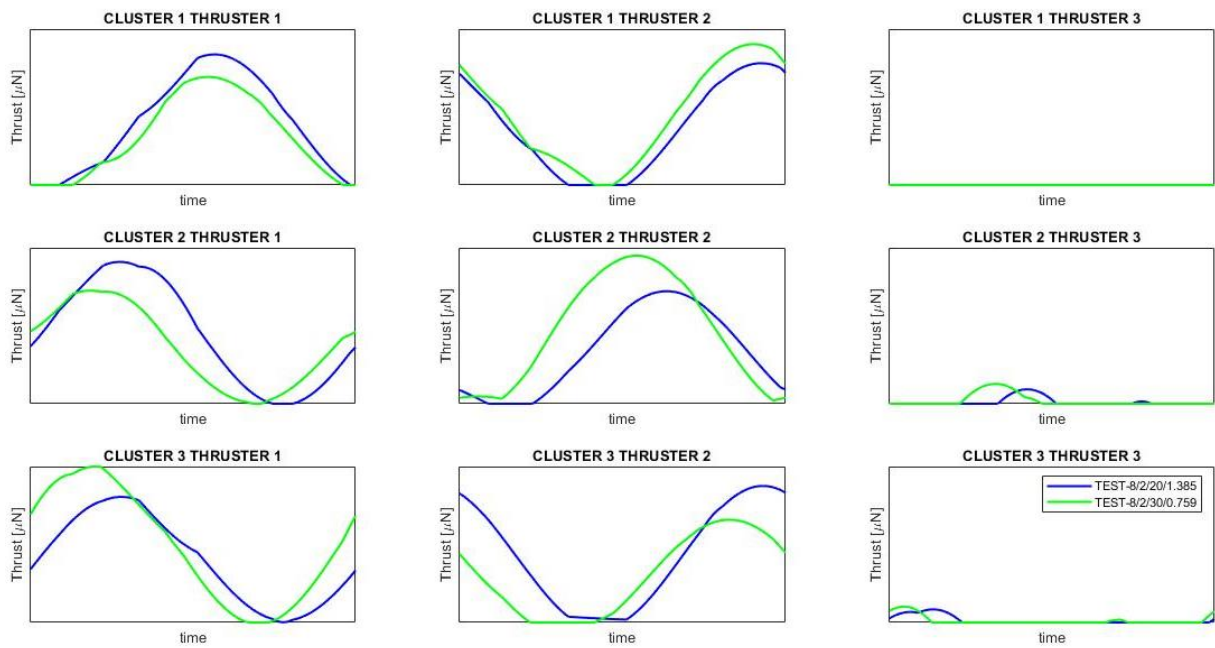 CLUSTER 1 THRUSTER 1
CLUSTER 1 THRUSTER 2
CLUSTER 1 THRUSTER 3
Thrust [μN]
Thrust [μN]
Thrust [μN]
time
time
time
CLUSTER 2 THRUSTER 1
CLUSTER 2 THRUSTER 2
CLUSTER 2 THRUSTER 3
Thrust [μN]
Thrust [μN]
Thrust [μN]
time
time
time
CLUSTER 3 THRUSTER 1
CLUSTER 3 THRUSTER 2
CLUSTER 3 THRUSTER 3
Thrust [μN]
Thrust [μN]
Thrust [μN]
TEST-8/2/20/1.385
TEST-8/2/30/0.759
time
time
time